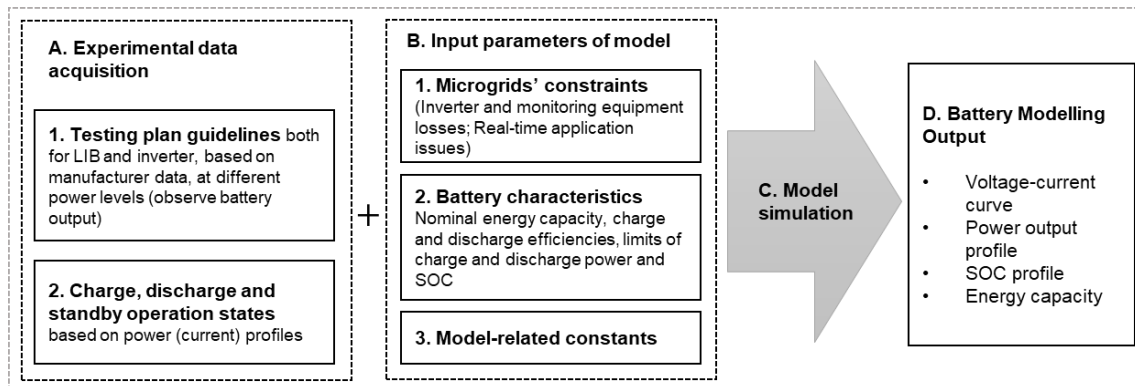 A. Experimental data
acquisition
1. Testing plan guidelines both
for LIB and inverter, based on
manufacturer data, at different
power levels (observe battery
output)
2. Charge, discharge and
standby operation states
based on power (current) profiles
+
B. Input parameters of model
1. Microgrids’ constraints
(Inverter and monitoring equipment
losses; Real-time application
issues)
2. Battery characteristics
Nominal energy capacity, charge
and discharge efficiencies, limits of
charge and discharge power and
SOC
3. Model-related constants
C. Model
simulation
D. Battery Modelling
Output
• Voltage-current
curve
• Power output
profile
• SOC profile
• Energy capacity